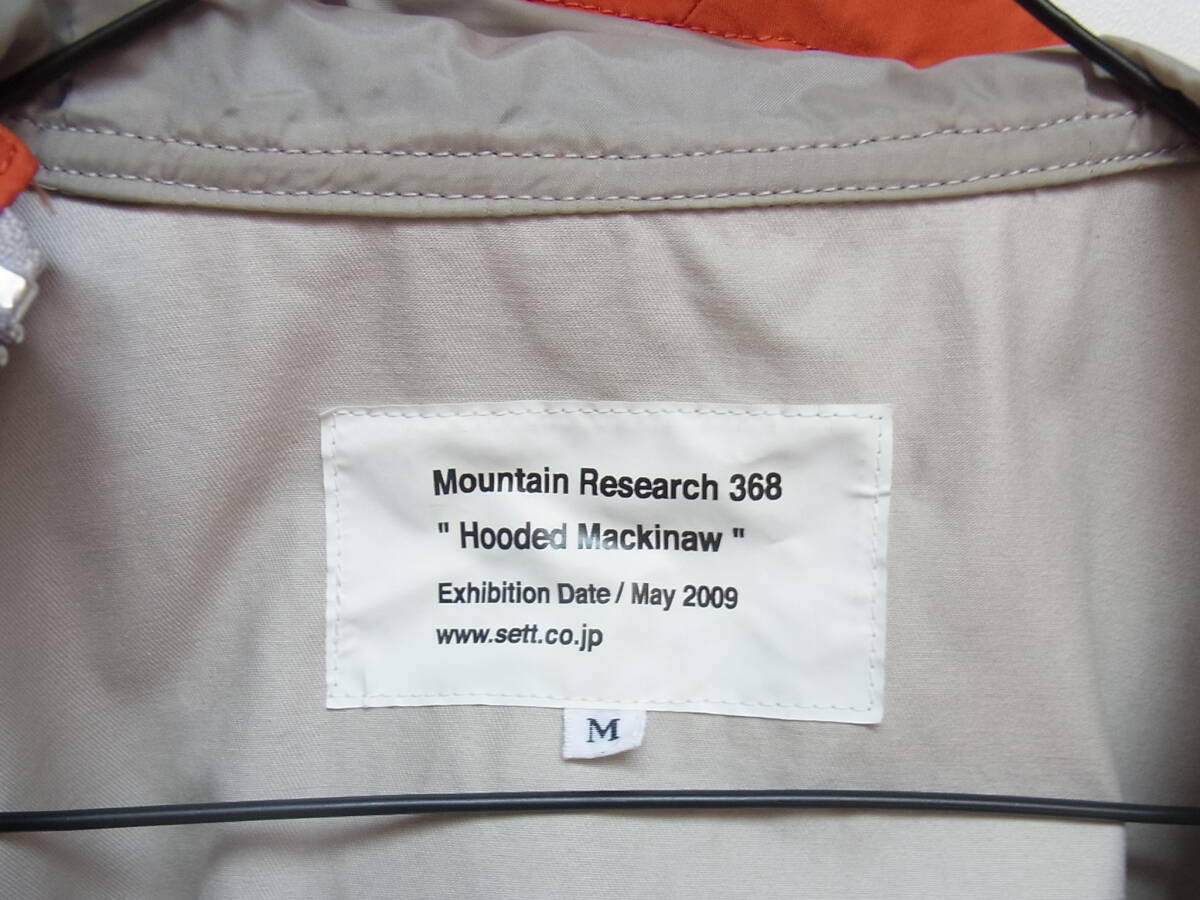 Mountain Research 368
" Hooded Mackinaw "
Exhibition Date / May 2009
www.sett.co.jp
M